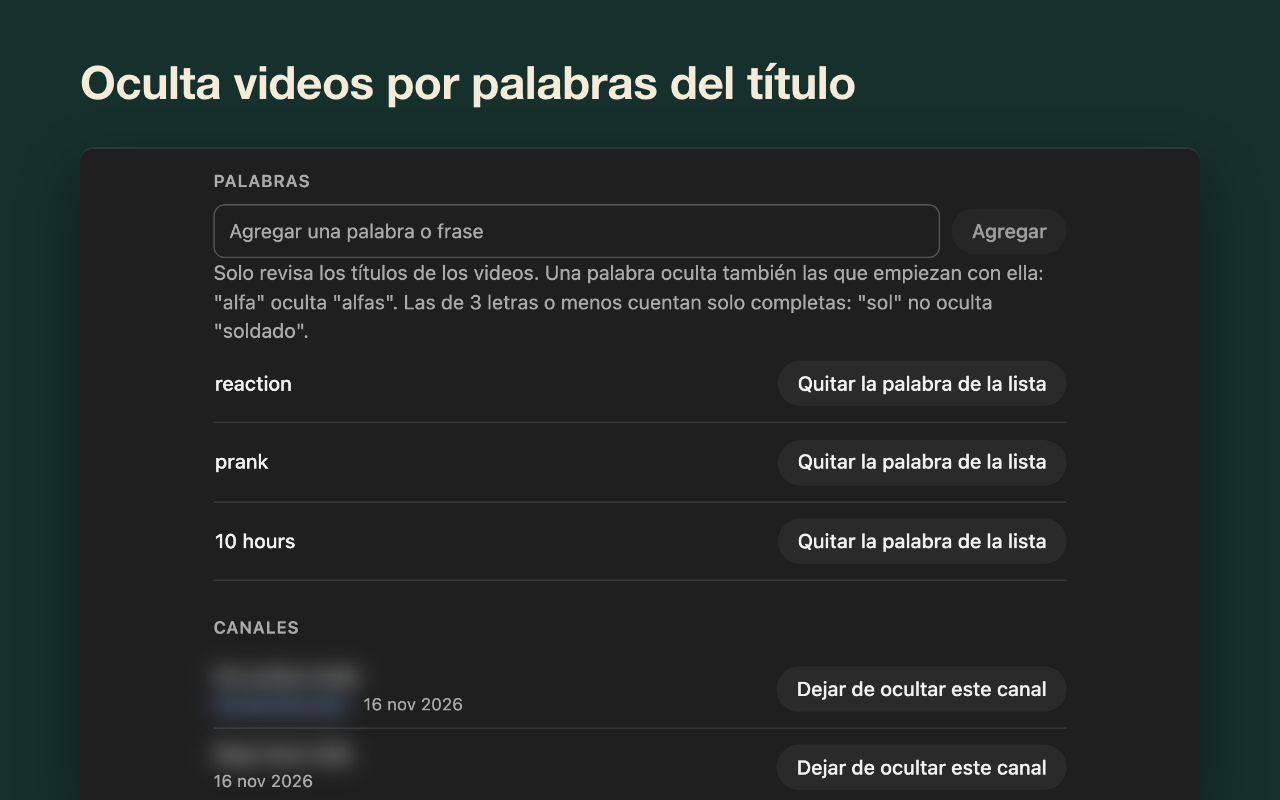 Oculta videos por palabras del título
PALABRAS
Agregar una palabra o frase
Agregar
Solo revisa los títulos de los videos. Una palabra oculta también las que empiezan con ella:
"alfa" oculta "alfas". Las de 3 letras o menos cuentan solo completas: "sol" no oculta
"soldado".
reaction
Quitar la palabra de la lista
prank
Quitar la palabra de la lista
10 hours
Quitar la palabra de la lista
CANALES
16 nov 2026
Dejar de ocultar este canal
16 nov 2026
Dejar de ocultar este canal